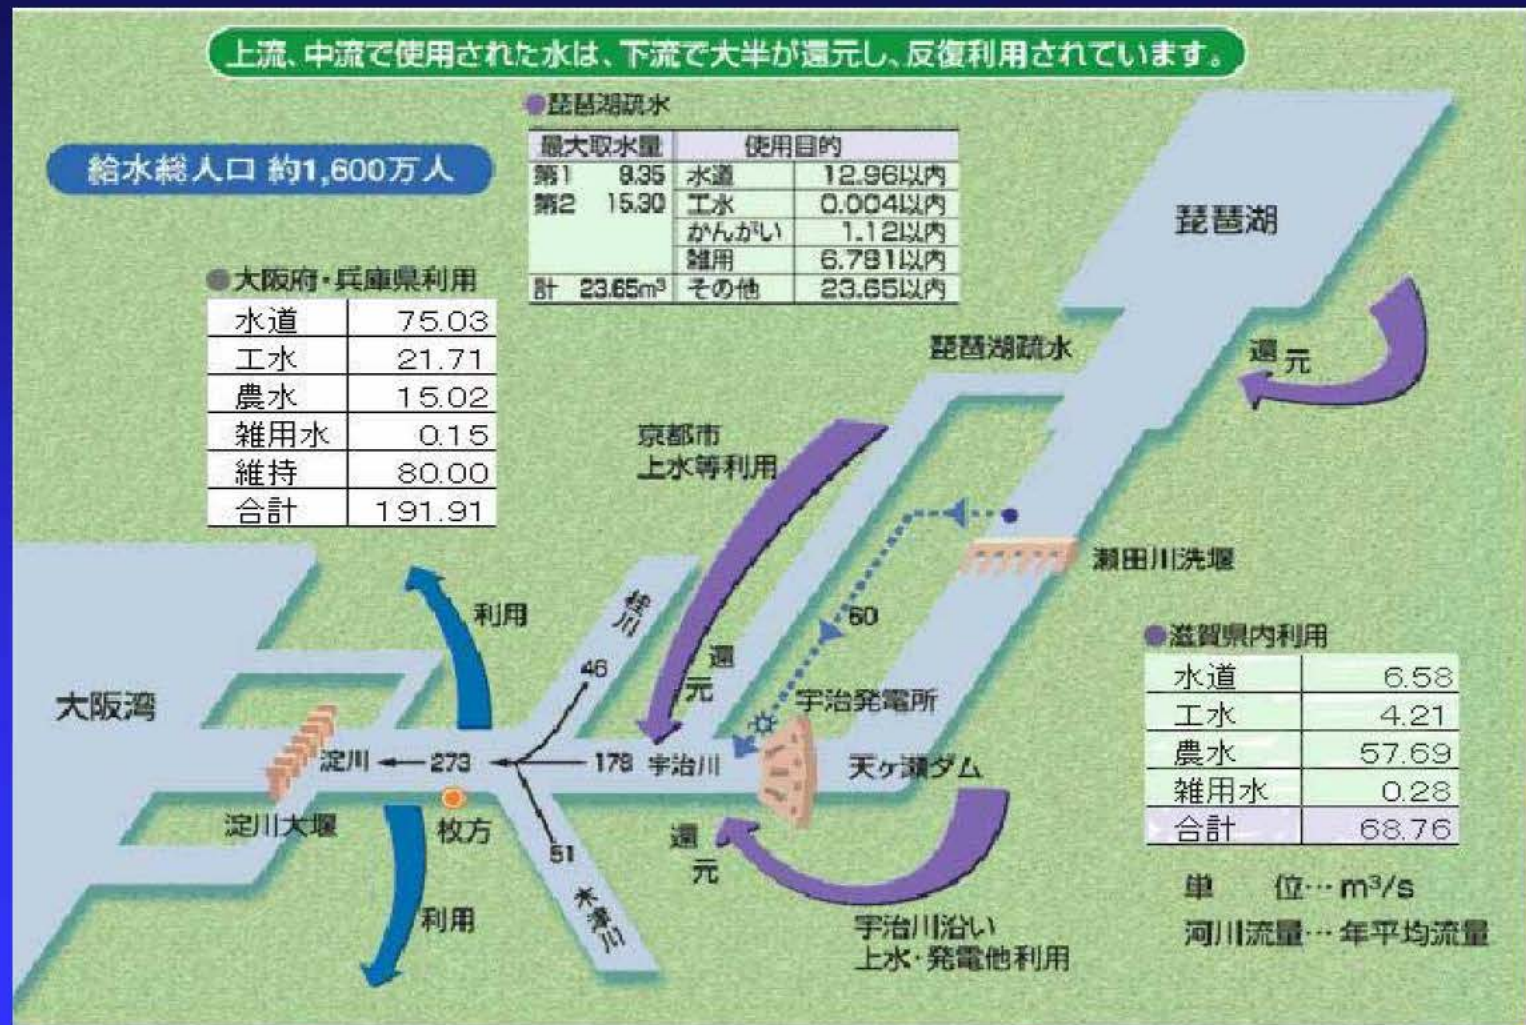 上流、中流で使用された水は、下流で大半が還元し、反復利用されています。
給水総人口 約1,600万人
●琵琶湖疏水
最大取水量 使用目的
第1 8.35 水道 12.96以内
第2 15.30 工水 0.004以内
かんがい 1.12以内
雑用 6.781以内
計 23.65m³ その他 23.65以内
●大阪府・兵庫県利用
水道 75.03
工水 21.71
農水 15.02
雑用水 0.15
維持 80.00
合計 191.91
琵琶湖
還元
琵琶湖疏水
京都市
上水等利用
瀬田川洗堰
60
利用
桂川
46
還元
宇治発電所
大阪湾
淀川
273
178
宇治川
天ヶ瀬ダム
淀川大堰
枚方
51
木津川
還元
利用
宇治川沿い
上水・発電他利用
●滋賀県内利用
水道 6.58
工水 4.21
農水 57.69
雑用水 0.28
合計 68.76
単 位…m³/s
河川流量…年平均流量